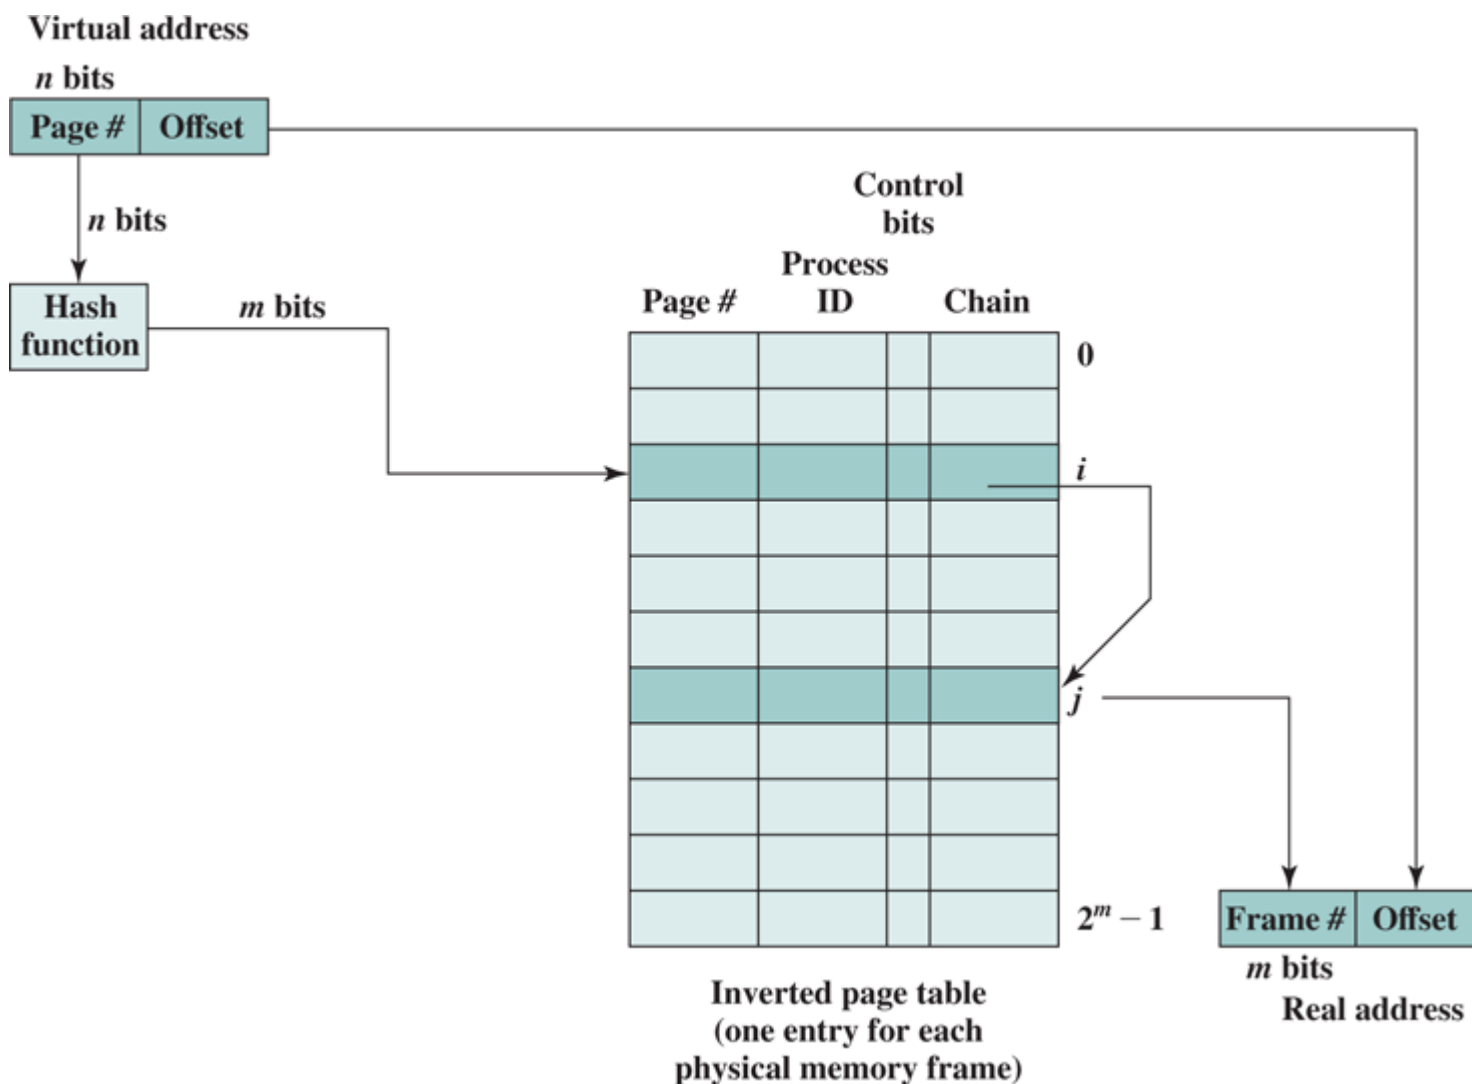 Virtual address
n bits
Page #
Offset
n bits
Hash
function
m bits
Control
bits
Process
ID
Page #
Chain
0
i
j
2^m − 1
Frame #
Offset
m bits
Real address
Inverted page table
(one entry for each
physical memory frame)